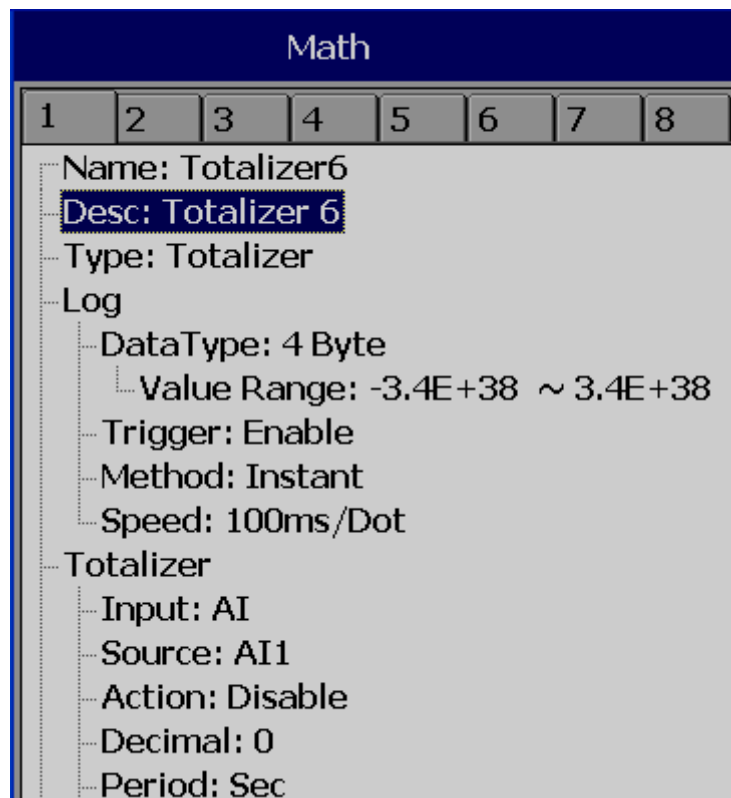 Math
1 2 3 4 5 6 7 8
Name: Totalizer6
Desc: Totalizer 6
Type: Totalizer
Log
DataType: 4 Byte
Value Range: -3.4E+38 ~ 3.4E+38
Trigger: Enable
Method: Instant
Speed: 100ms/Dot
Totalizer
Input: AI
Source: AI1
Action: Disable
Decimal: 0
Period: Sec